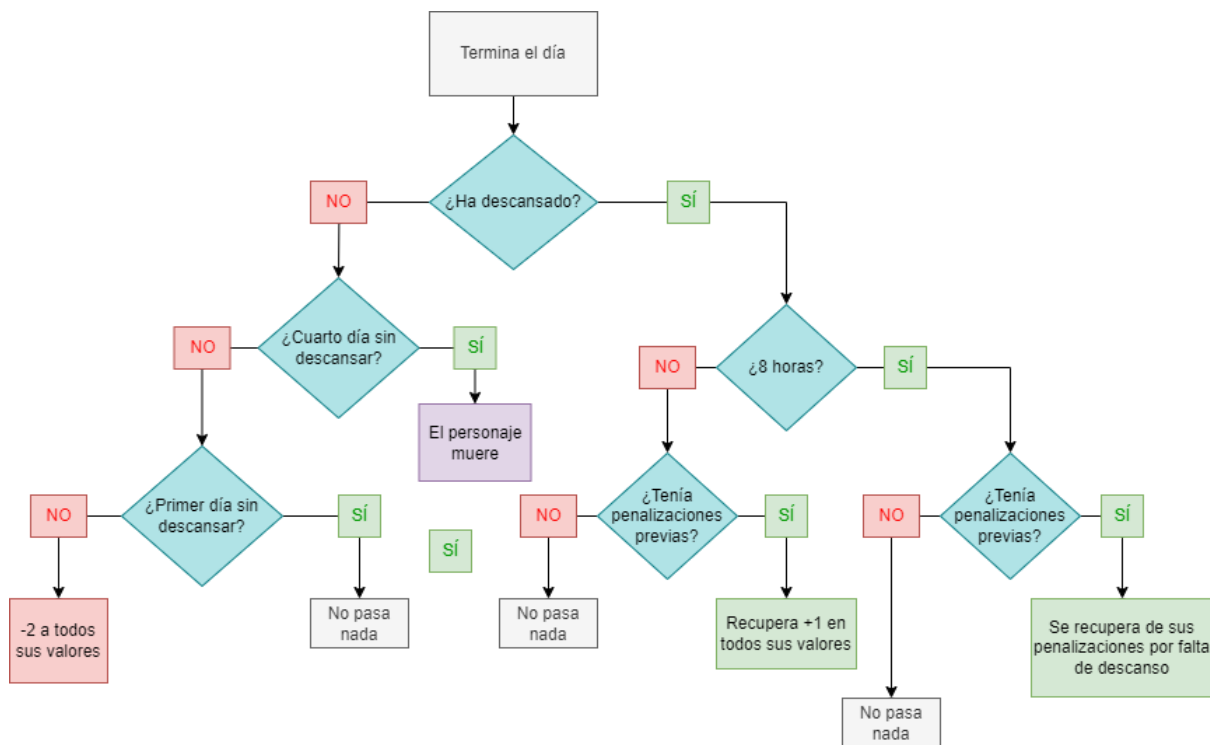 Termina el día
¿Ha descansado?
NO
SÍ
¿Cuarto día sin
descansar?
NO
SÍ
¿8 horas?
NO
SÍ
El personaje
muere
¿Primer día sin
descansar?
NO
SÍ
SÍ
¿Tenía
penalizaciones
previas?
NO
SÍ
¿Tenía
penalizaciones
previas?
NO
SÍ
-2 a todos
sus valores
No pasa
nada
No pasa
nada
Recupera +1 en
todos sus valores
Se recupera de sus
penalizaciones por falta
de descanso
No pasa
nada